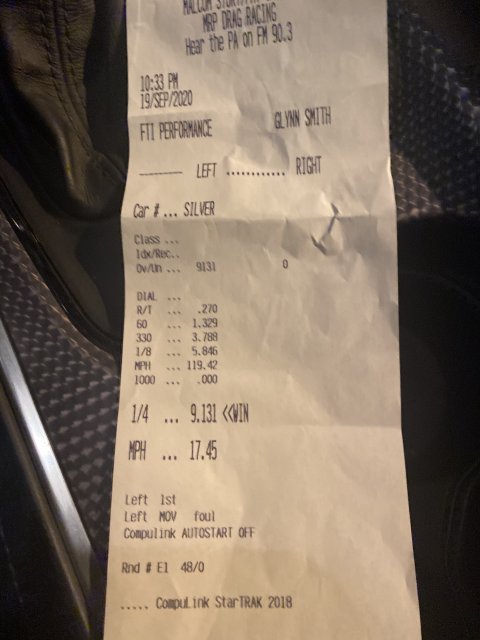 MRP DRAG RACING
Hear the PA on FM 90.3
10:33 PM
19/SEP/2020
FTI PERFORMANCE GLYNN SMITH
_______ LEFT ............ RIGHT
Car # ... SILVER
Class ...
Idx/Rec..
Ov/Un ... 9131 0
DIAL ...
R/T ... .270
60 ... 1.329
330 ... 3.788
1/8 ... 5.846
MPH ... 119.42
1000 ... .000
1/4 ... 9.131 <<WIN
MPH ... 17.45
Left 1st
Left MOV foul
Compulink AUTOSTART OFF
Rnd # E1 48/0
..... CompuLink StarTRAK 2018